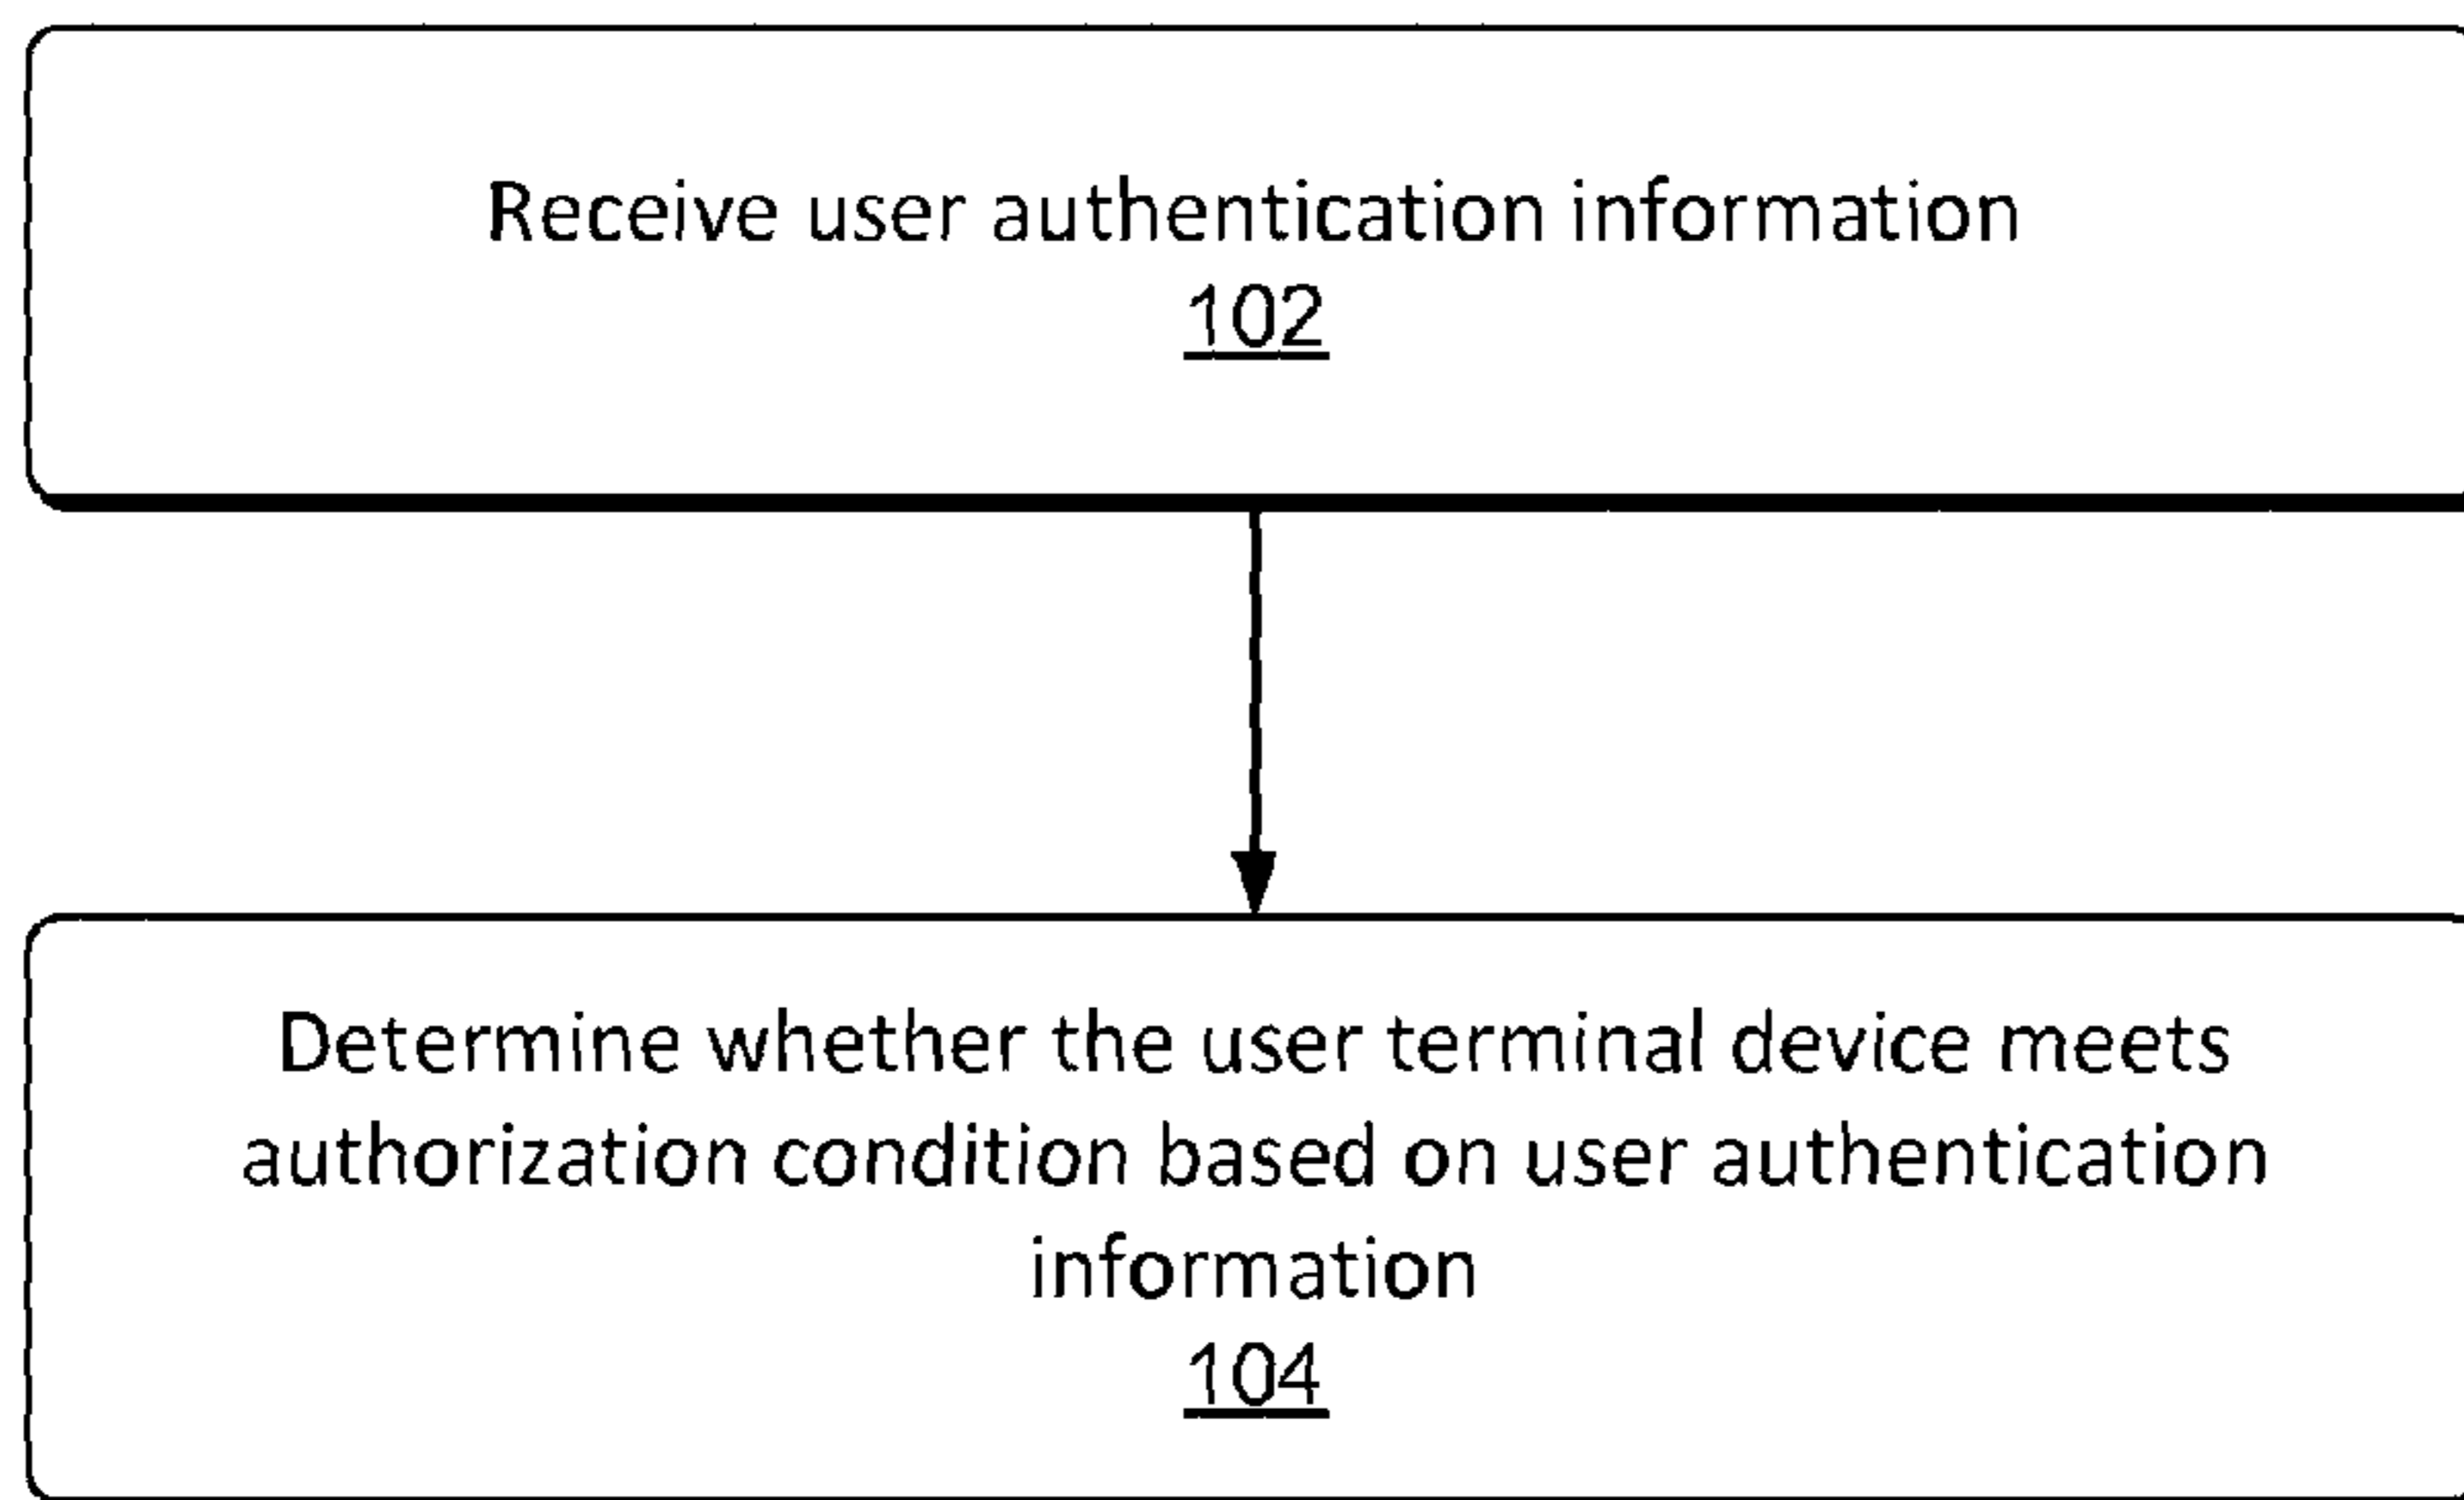 Receive user authentication information
102
Determine whether the user terminal device meets
authorization condition based on user authentication
information
104